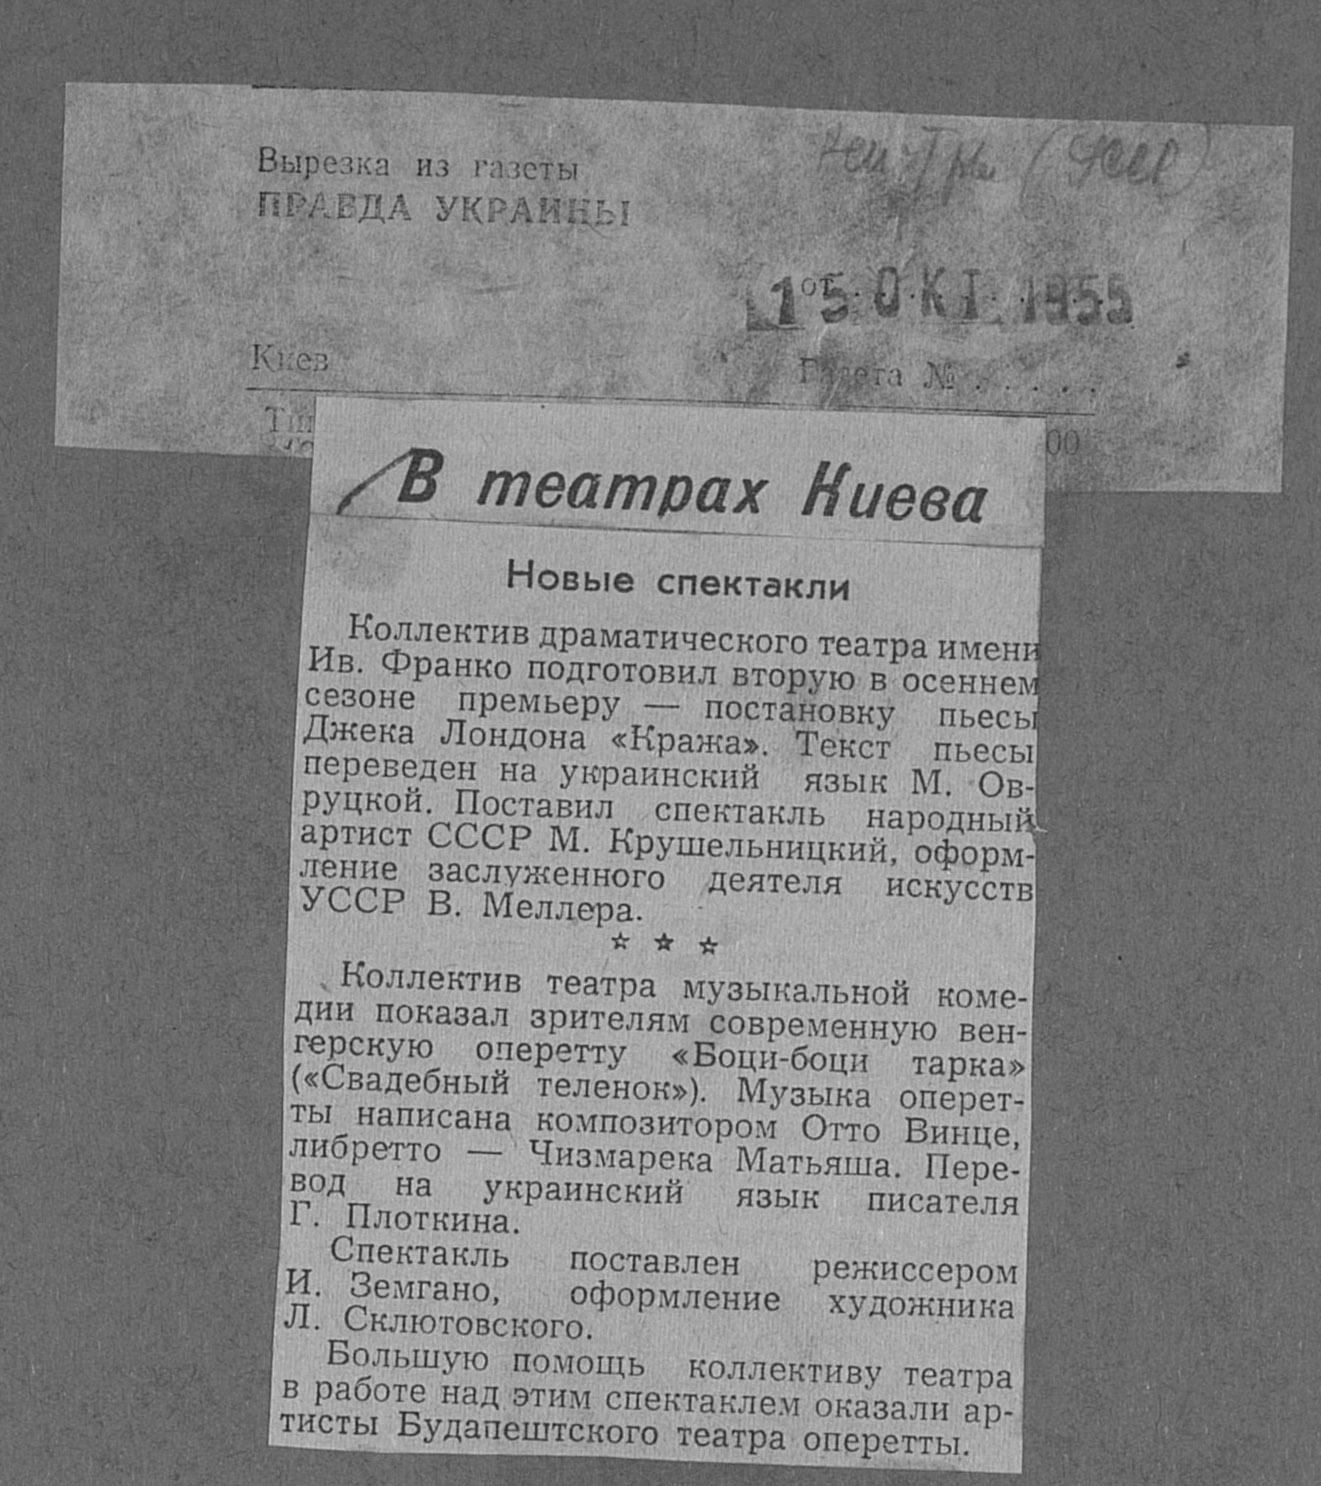 Вырезка из газеты
ПРАВДА УКРАИНЫ
от
15 ОКТ 1955
Киев
Газета № . . . . .
00
В театрах Киева
Новые спектакли
Коллектив драматического театра имени
Ив. Франко подготовил вторую в осеннем
сезоне премьеру — постановку пьесы
Джека Лондона «Кража». Текст пьесы
переведен на украинский язык М. Ов-
руцкой. Поставил спектакль народный
артист СССР М. Крушельницкий, оформ-
ление заслуженного деятеля искусств
УССР В. Меллера.
☆ ☆ ☆
Коллектив театра музыкальной коме-
дии показал зрителям современную вен-
герскую оперетту «Боци-боци тарка»
(«Свадебный теленок»). Музыка оперет-
ты написана композитором Отто Винце,
либретто — Чизмарека Матьяша. Пере-
вод на украинский язык писателя
Г. Плоткина.
Спектакль поставлен режиссером
И. Земгано, оформление художника
Л. Склютовского.
Большую помощь коллективу театра
в работе над этим спектаклем оказали ар-
тисты Будапештского театра оперетты.